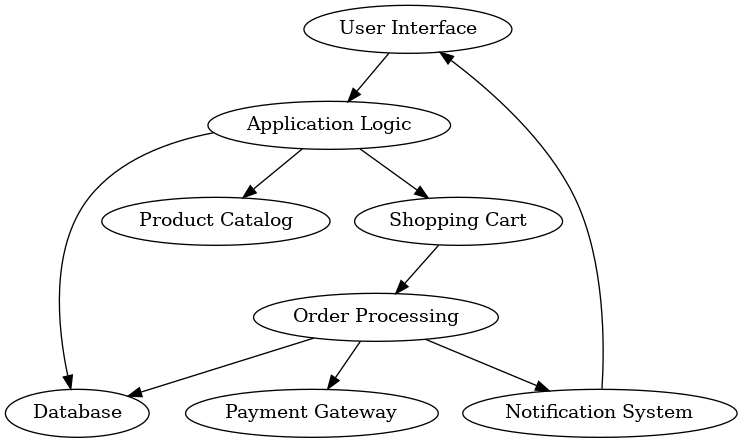 User Interface
Application Logic
Product Catalog
Shopping Cart
Order Processing
Database
Payment Gateway
Notification System